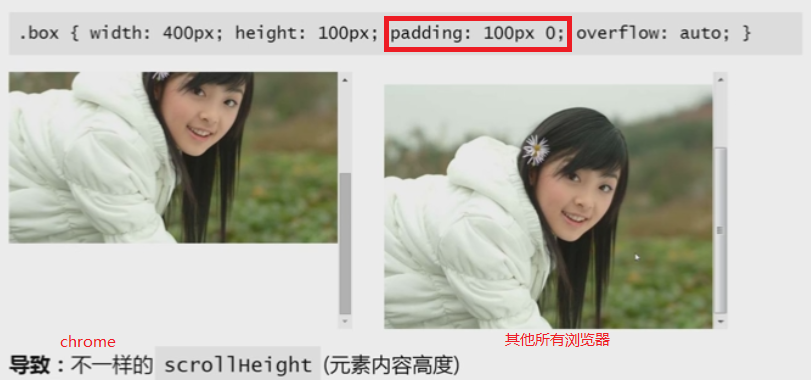 .box { width: 400px; height: 100px; padding: 100px 0; overflow: auto; }
chrome
其他所有浏览器
导致：不一样的 scrollHeight (元素内容高度)